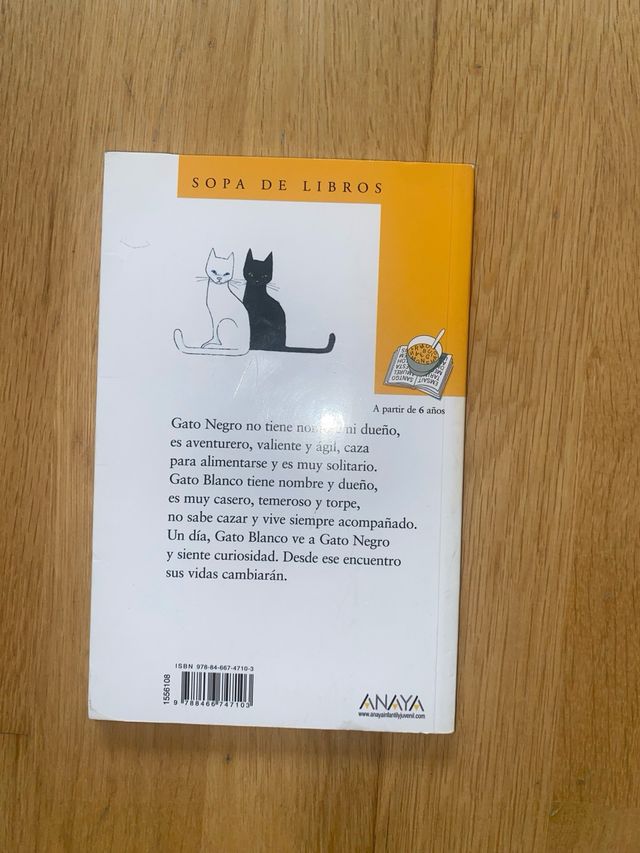 SOPA DE LIBROS
A partir de 6 años
Gato Negro no tiene ni dueño,
es aventurero, valiente y ágil, caza
para alimentarse y es muy solitario.
Gato Blanco tiene nombre y dueño,
es muy casero, temeroso y torpe,
no sabe cazar y vive siempre acompañado.
Un día, Gato Blanco ve a Gato Negro
y siente curiosidad. Desde ese encuentro
sus vidas cambiarán.
ISBN 978-84-667-4710-3
1556108
9 788466 747103
ANAYA
www.anayainfantilyjuvenil.com